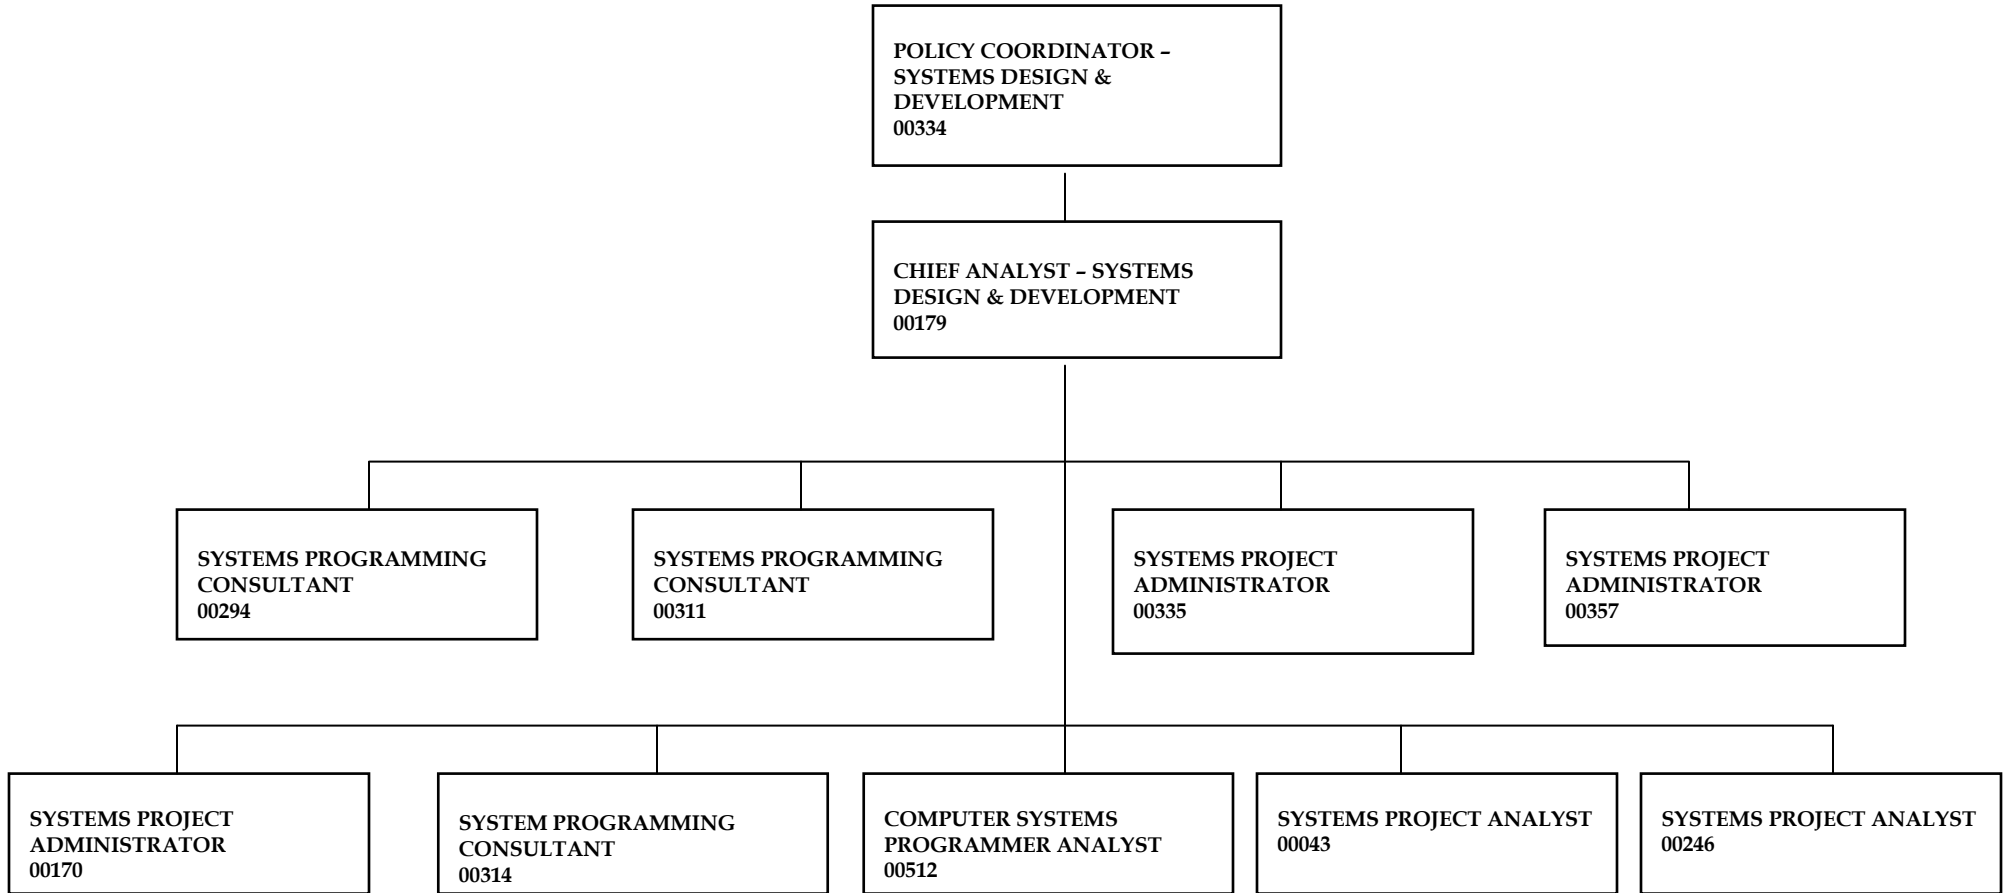 POLICY COORDINATOR –
SYSTEMS DESIGN &
DEVELOPMENT
00334
CHIEF ANALYST – SYSTEMS
DESIGN & DEVELOPMENT
00179
SYSTEMS PROGRAMMING
CONSULTANT
00294
SYSTEMS PROGRAMMING
CONSULTANT
00311
SYSTEMS PROJECT
ADMINISTRATOR
00335
SYSTEMS PROJECT
ADMINISTRATOR
00357
SYSTEMS PROJECT
ADMINISTRATOR
00170
SYSTEM PROGRAMMING
CONSULTANT
00314
COMPUTER SYSTEMS
PROGRAMMER ANALYST
00512
SYSTEMS PROJECT ANALYST
00043
SYSTEMS PROJECT ANALYST
00246